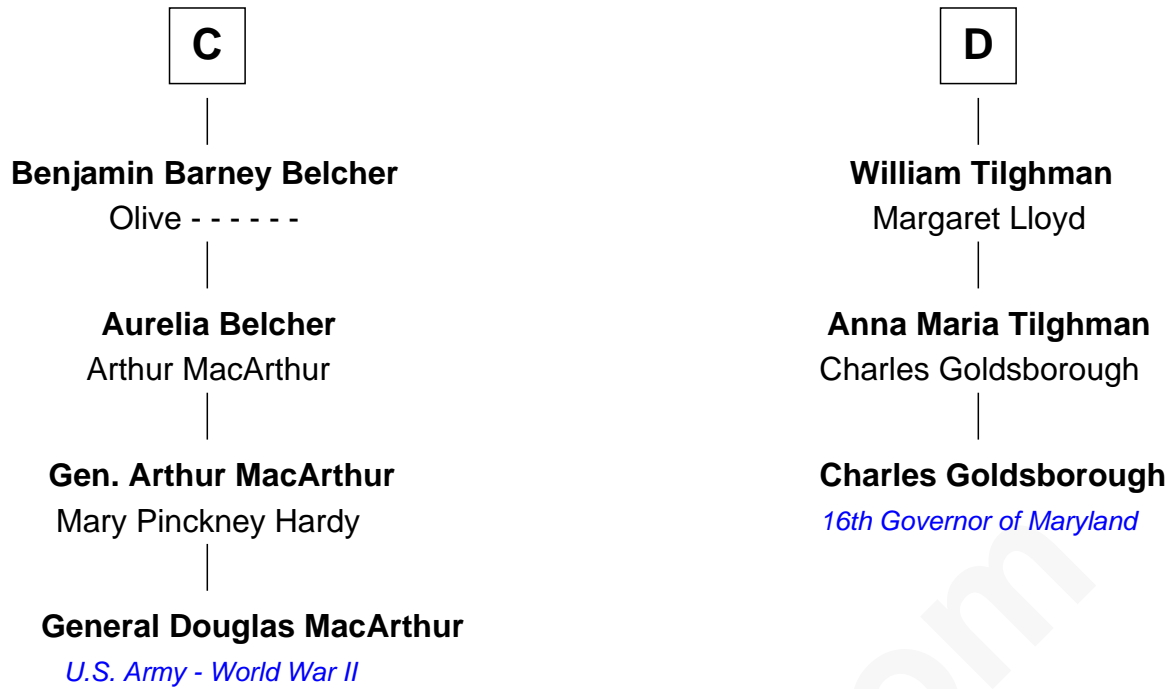 C
Benjamin Barney Belcher
Olive - - - - - -
Aurelia Belcher
Arthur MacArthur
Gen. Arthur MacArthur
Mary Pinckney Hardy
General Douglas MacArthur
U.S. Army - World War II
D
William Tilghman
Margaret Lloyd
Anna Maria Tilghman
Charles Goldsborough
Charles Goldsborough
16th Governor of Maryland
om